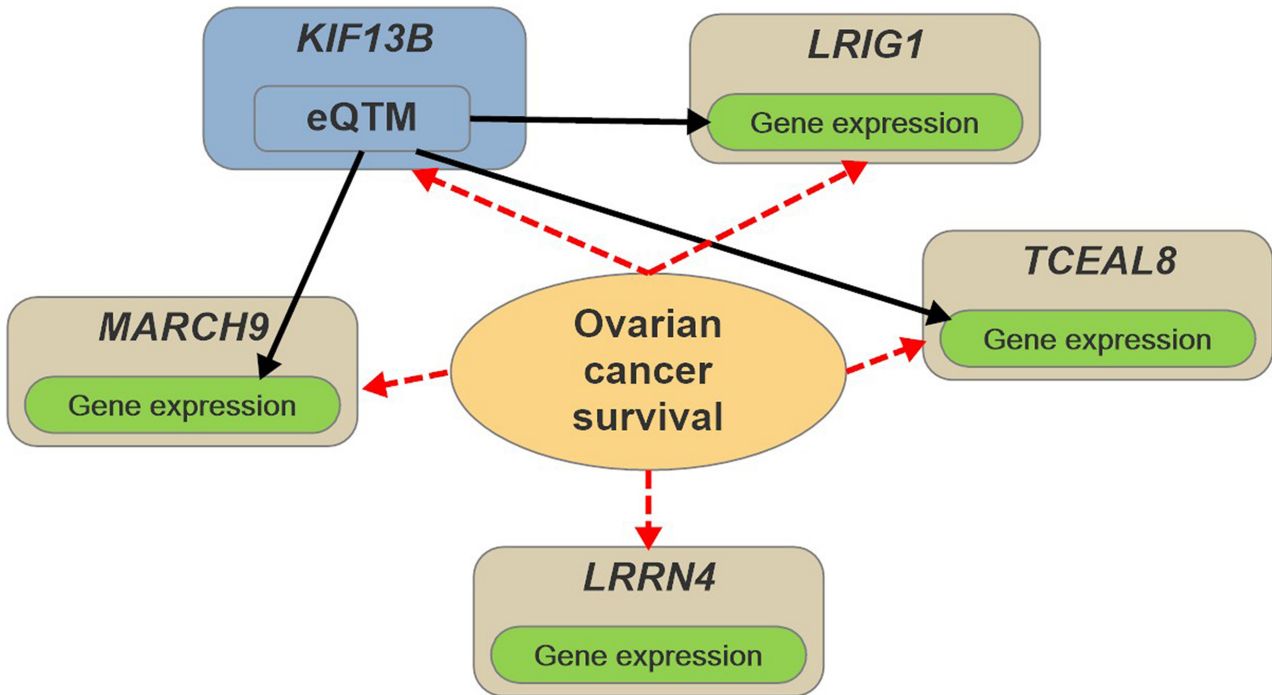 KIF13B
eQTM
LRIG1
Gene expression
TCEAL8
Gene expression
MARCH9
Gene expression
Ovarian
cancer
survival
LRRN4
Gene expression